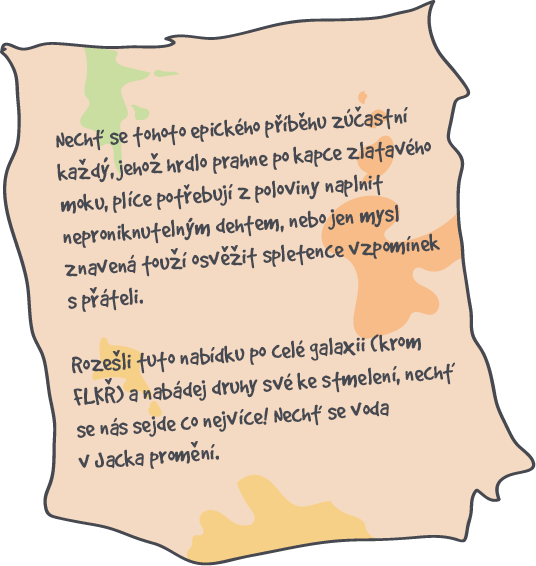 Nechť se tohoto epického příběhu zúčastní
každý, jehož hrdlo prahne po kapce zlatavého
moku, plíce potřebují z poloviny naplnit
neproniknutelným dehtem, nebo jen mysl
znavená touží osvěžit spletence vzpomínek
s přáteli.
Rozešli tuto nabídku po celé galaxii (krom
FLKŘ) a nabádej druhy své ke stmelení, nechť
se nás sejde co nejvíce! Nechť se voda
v Jacka promění.